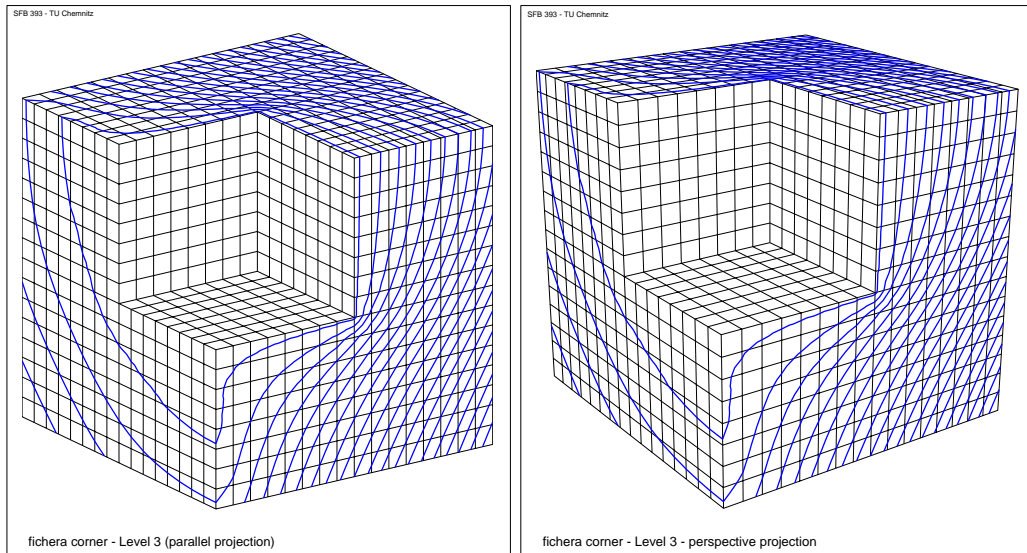 SFB 393 - TU Chemnitz
fichera corner - Level 3 (parallel projection)
SFB 393 - TU Chemnitz
fichera corner - Level 3 - perspective projection